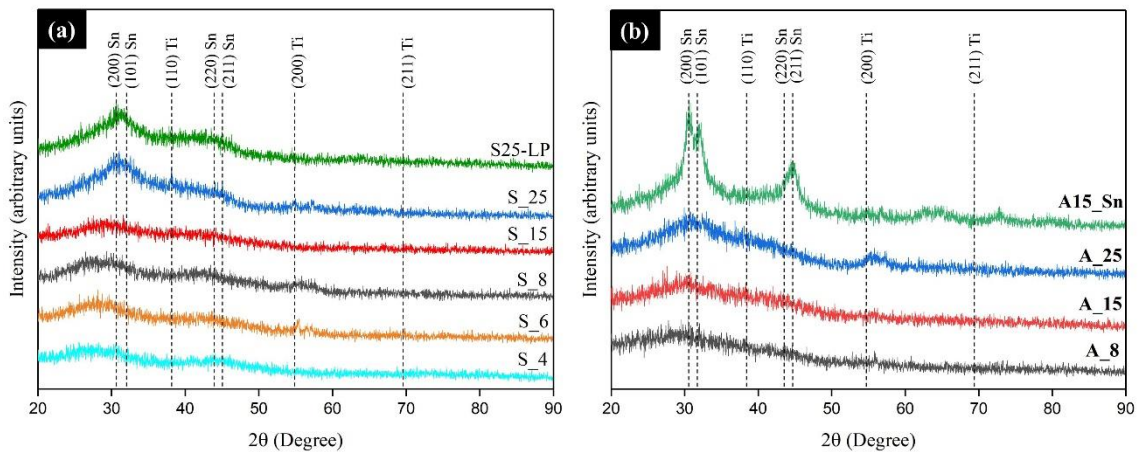 (a)
(200) Sn
(101) Sn
(110) Ti
(220) Sn
(211) Sn
(200) Ti
(211) Ti
Intensity (arbitrary units)
S25-LP
S_25
S_15
S_8
S_6
S_4
20 30 40 50 60 70 80 90
2θ (Degree)
(b)
(200) Sn
(101) Sn
(110) Ti
(220) Sn
(211) Sn
(200) Ti
(211) Ti
Intensity (arbitrary units)
A15_Sn
A_25
A_15
A_8
20 30 40 50 60 70 80 90
2θ (Degree)